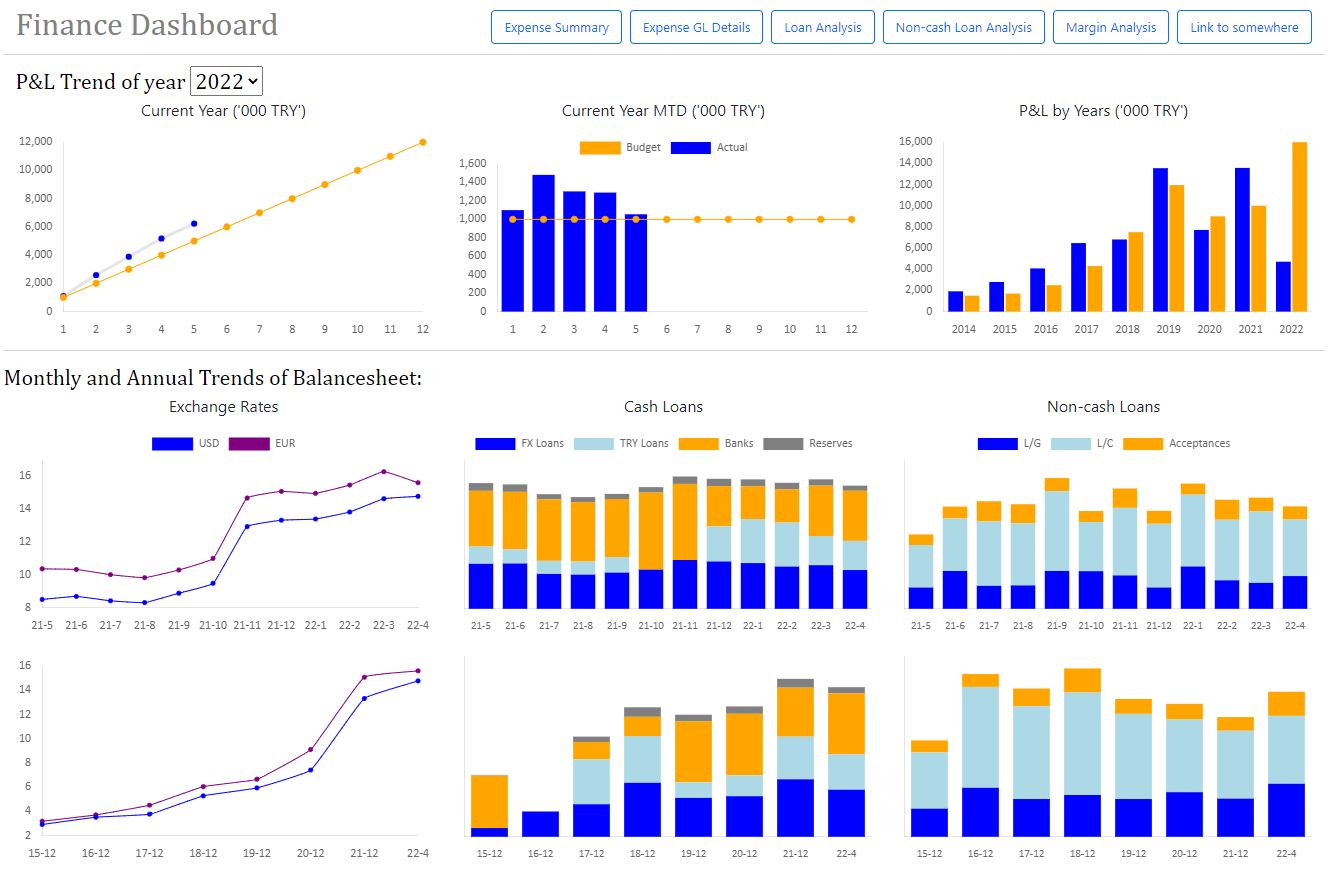 Finance Dashboard
Expense Summary Expense GL Details Loan Analysis Non-cash Loan Analysis Margin Analysis Link to somewhere
P&L Trend of year 2022
Current Year ('000 TRY')
12,000
10,000
8,000
6,000
4,000
2,000
0
1 2 3 4 5 6 7 8 9 10 11 12
Current Year MTD ('000 TRY')
Budget Actual
1,600
1,400
1,200
1,000
800
600
400
200
0
1 2 3 4 5 6 7 8 9 10 11 12
P&L by Years ('000 TRY')
16,000
14,000
12,000
10,000
8,000
6,000
4,000
2,000
0
2014 2015 2016 2017 2018 2019 2020 2021 2022
Monthly and Annual Trends of Balancesheet:
Exchange Rates
USD EUR
16
14
12
10
8
21-5 21-6 21-7 21-8 21-9 21-10 21-11 21-12 22-1 22-2 22-3 22-4
Cash Loans
FX Loans TRY Loans Banks Reserves
21-5 21-6 21-7 21-8 21-9 21-10 21-11 21-12 22-1 22-2 22-3 22-4
Non-cash Loans
L/G L/C Acceptances
21-5 21-6 21-7 21-8 21-9 21-10 21-11 21-12 22-1 22-2 22-3 22-4
16
14
12
10
8
6
4
2
15-12 16-12 17-12 18-12 19-12 20-12 21-12 22-4
15-12 16-12 17-12 18-12 19-12 20-12 21-12 22-4
15-12 16-12 17-12 18-12 19-12 20-12 21-12 22-4